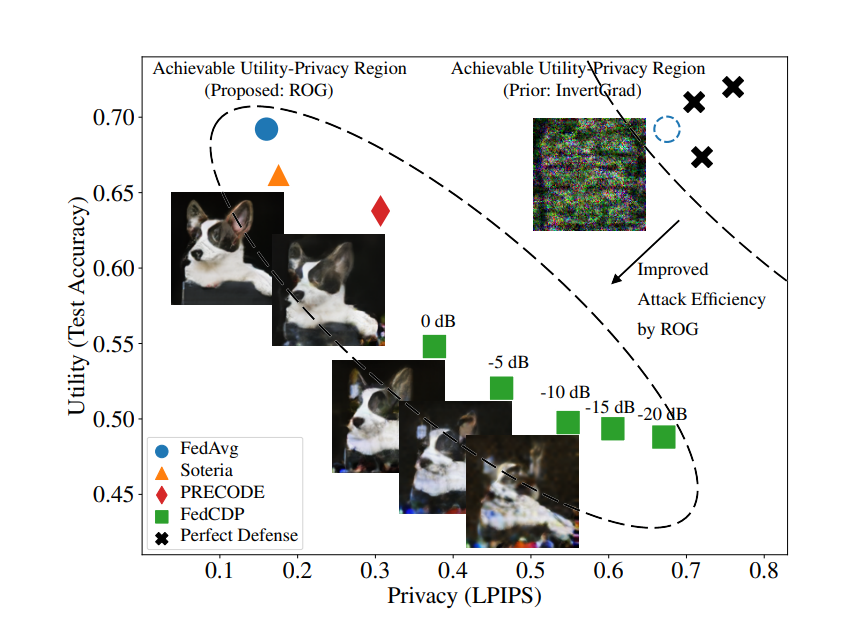 Achievable Utility-Privacy Region
(Proposed: ROG)
Achievable Utility-Privacy Region
(Prior: InvertGrad)
Utility (Test Accuracy)
0.70
0.65
0.60
0.55
0.50
0.45
Improved
Attack Efficiency
by ROG
0 dB
-5 dB
-10 dB
-15 dB
-20 dB
FedAvg
Soteria
PRECODE
FedCDP
Perfect Defense
0.1 0.2 0.3 0.4 0.5 0.6 0.7 0.8
Privacy (LPIPS)